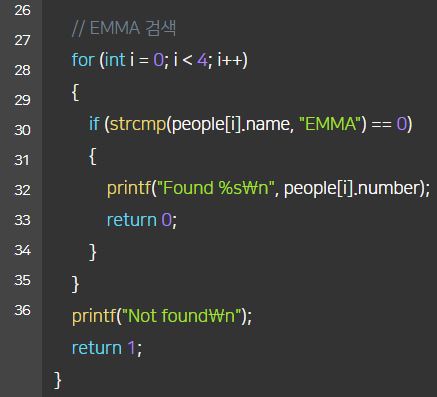 26
27 // EMMA 검색
28 for (int i = 0; i < 4; i++)
29 {
30 if (strcmp(people[i].name, "EMMA") == 0)
31 {
32 printf("Found %s₩n", people[i].number);
33 return 0;
34 }
35 }
36 printf("Not found₩n");
return 1;
}